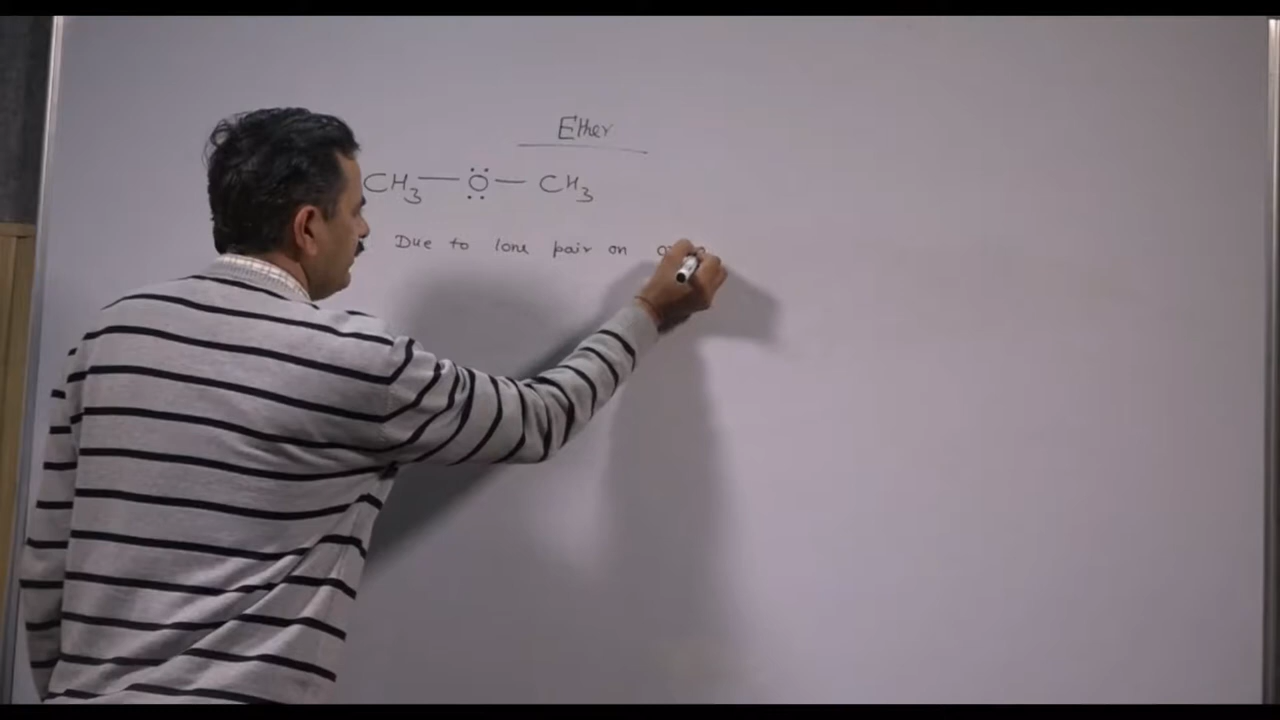 Ether
CH3 — Ö — CH3
Due to lone pair on